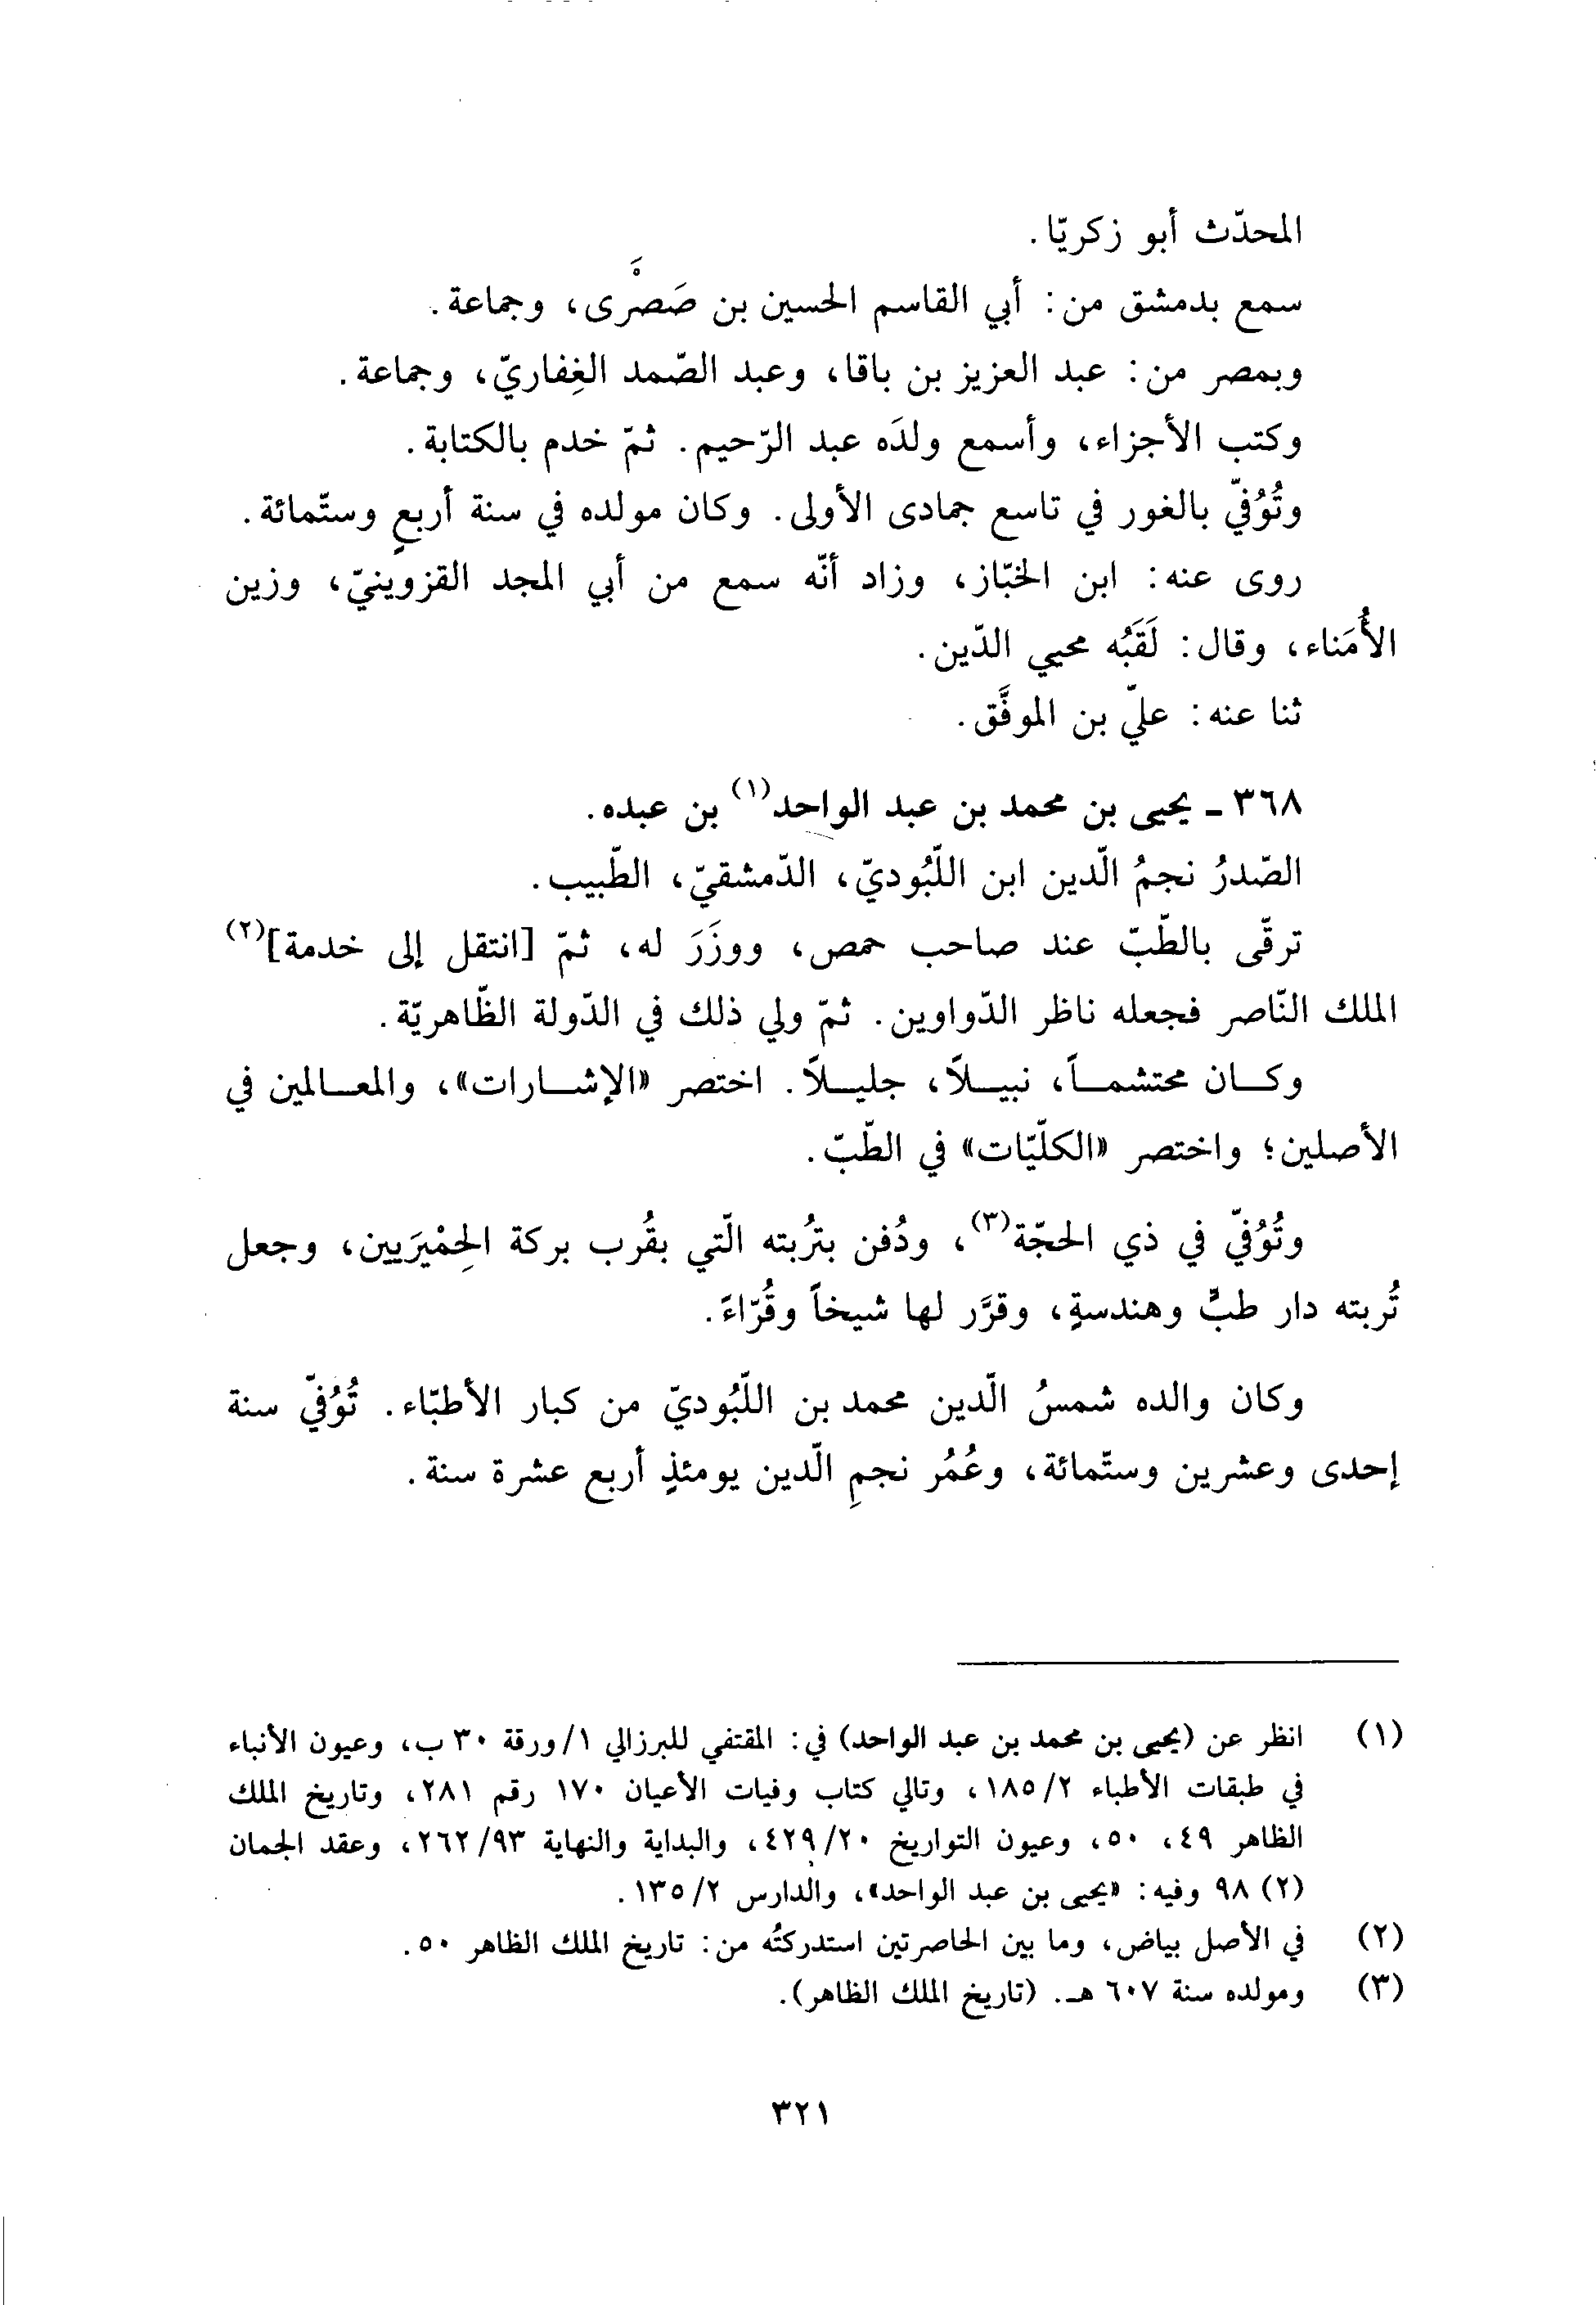 المحدّث أبو زكريّا.
سمع بدمشق من: أبي القاسم الحسين بن صَصْرَى، وجماعة.
وبمصر من: عبد العزيز بن باقا، وعبد الصّمد الغِفاريّ، وجماعة.
وكتب الأجزاء، وأسمع ولدَه عبد الرّحيم. ثمّ خدم بالكتابة.
وتُوُفّي بالغور في تاسع جمادى الأولى. وكان مولده في سنة أربعٍ وستّمائة.
روى عنه: ابن الخبّاز، وزاد أنّه سمع من أبي المجد القزوينيّ، وزين
الأُمَناء، وقال: لَقَبُه محيي الدّين.
ثنا عنه: عليّ بن الموفَّق.
٣٦٨ ـ يحيى بن محمد بن عبد الواحد(١) بن عبده.
الصّدرُ نجمُ الّدين ابن اللّبُوديّ، الدّمشقيّ، الطّبيب.
ترقّى بالطّبّ عند صاحب حمص، ووزَرَ له، ثمّ [انتقل إلى خدمة](٢)
الملك النّاصر فجعله ناظر الدّواوين. ثمّ ولي ذلك في الدّولة الظّاهريّة.
وكان محتشماً، نبيلاً، جليلاً. اختصر «الإشارات»، والمعالمين في
الأصلين؛ واختصر «الكلّيّات» في الطّبّ.
وتُوُفّي في ذي الحجّة(٣)، ودُفن بتُربته الّتي بقُرب بركة الحِمْيرَيين، وجعل
تُربته دار طبٍّ وهندسةٍ، وقرَّر لها شيخاً وقُرّاءً.
وكان والده شمسُ الّدين محمد بن اللّبُوديّ من كبار الأطبّاء. تُوُفّي سنة
إحدى وعشرين وستّمائة، وعُمُر نجمِ الّدين يومئذٍ أربع عشرة سنة.
(١) انظر عن (يحيى بن محمد بن عبد الواحد) في: المقتفي للبرزالي ١/ورقة ٣٠ ب، وعيون الأنباء
في طبقات الأطباء ١٨٥/٢، وتالي كتاب وفيات الأعيان ١٧٠ رقم ٢٨١، وتاريخ الملك
الظاهر ٤٩، ٥٠، وعيون التواريخ ٤٢٩/٢٠، والبداية والنهاية ٢٦٢/٩٣، وعقد الجمان
(٢) ٩٨ وفيه: «يحيى بن عبد الواحد»، والدارس ١٣٥/٢.
(٢) في الأصل بياض، وما بين الحاصرتين استدركتُه من: تاريخ الملك الظاهر ٥٠.
(٣) ومولده سنة ٦٠٧ هـ. (تاريخ الملك الظاهر).
٣٢١